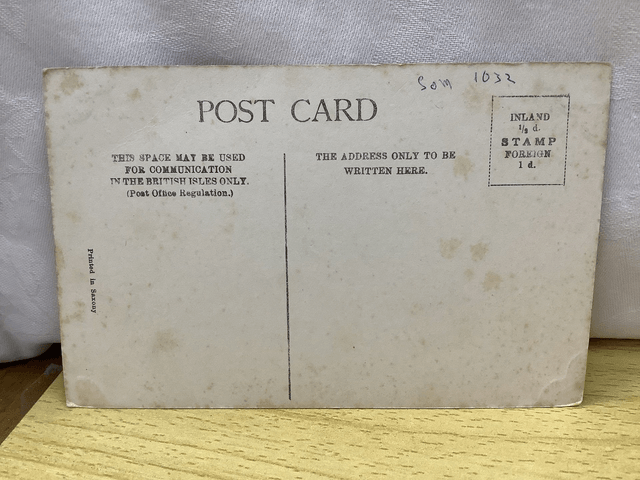 Som 1032
POST CARD
INLAND
1/2 d.
STAMP
FOREIGN
1 d.
THIS SPACE MAY BE USED
FOR COMMUNICATION
IN THE BRITISH ISLES ONLY.
(Post Office Regulation.)
THE ADDRESS ONLY TO BE
WRITTEN HERE.
Printed in Saxony